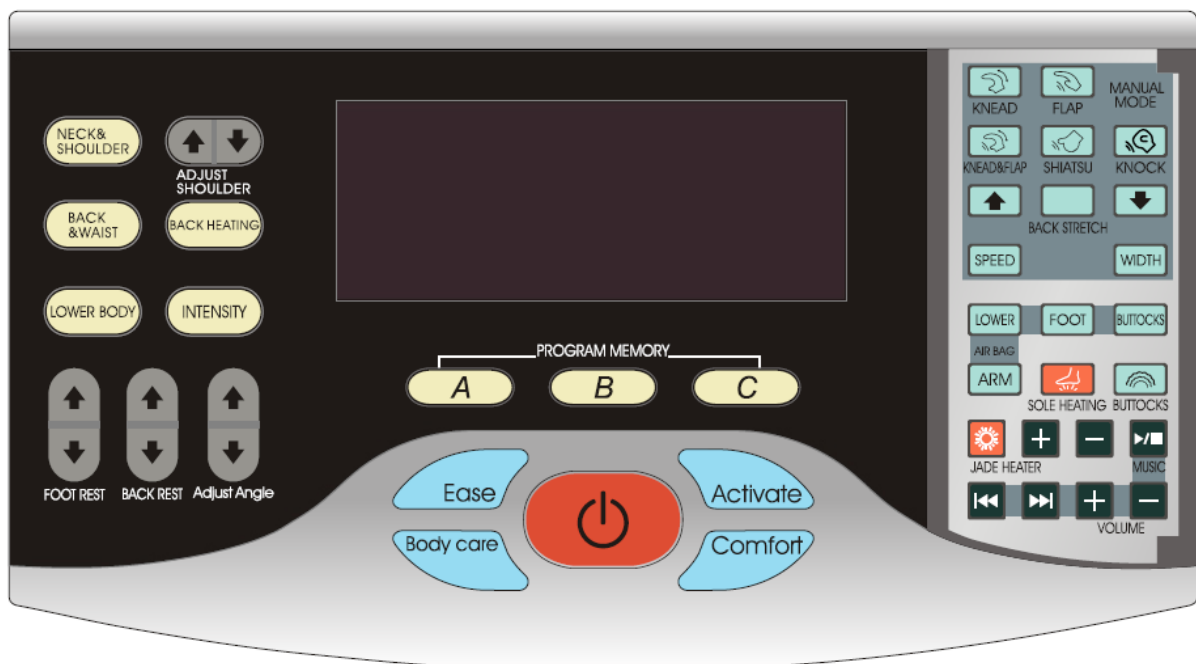 NECK&
SHOULDER
ADJUST
SHOULDER
BACK
&WAIST
BACK HEATING
LOWER BODY
INTENSITY
FOOT REST
BACK REST
Adjust Angle
PROGRAM MEMORY
A
B
C
Ease
Activate
Body care
Comfort
KNEAD
FLAP
MANUAL
MODE
KNEAD&FLAP
SHIATSU
KNOCK
BACK STRETCH
SPEED
WIDTH
LOWER
FOOT
BUTTOCKS
AIR BAG
ARM
SOLE HEATING
BUTTOCKS
JADE HEATER
MUSIC
VOLUME